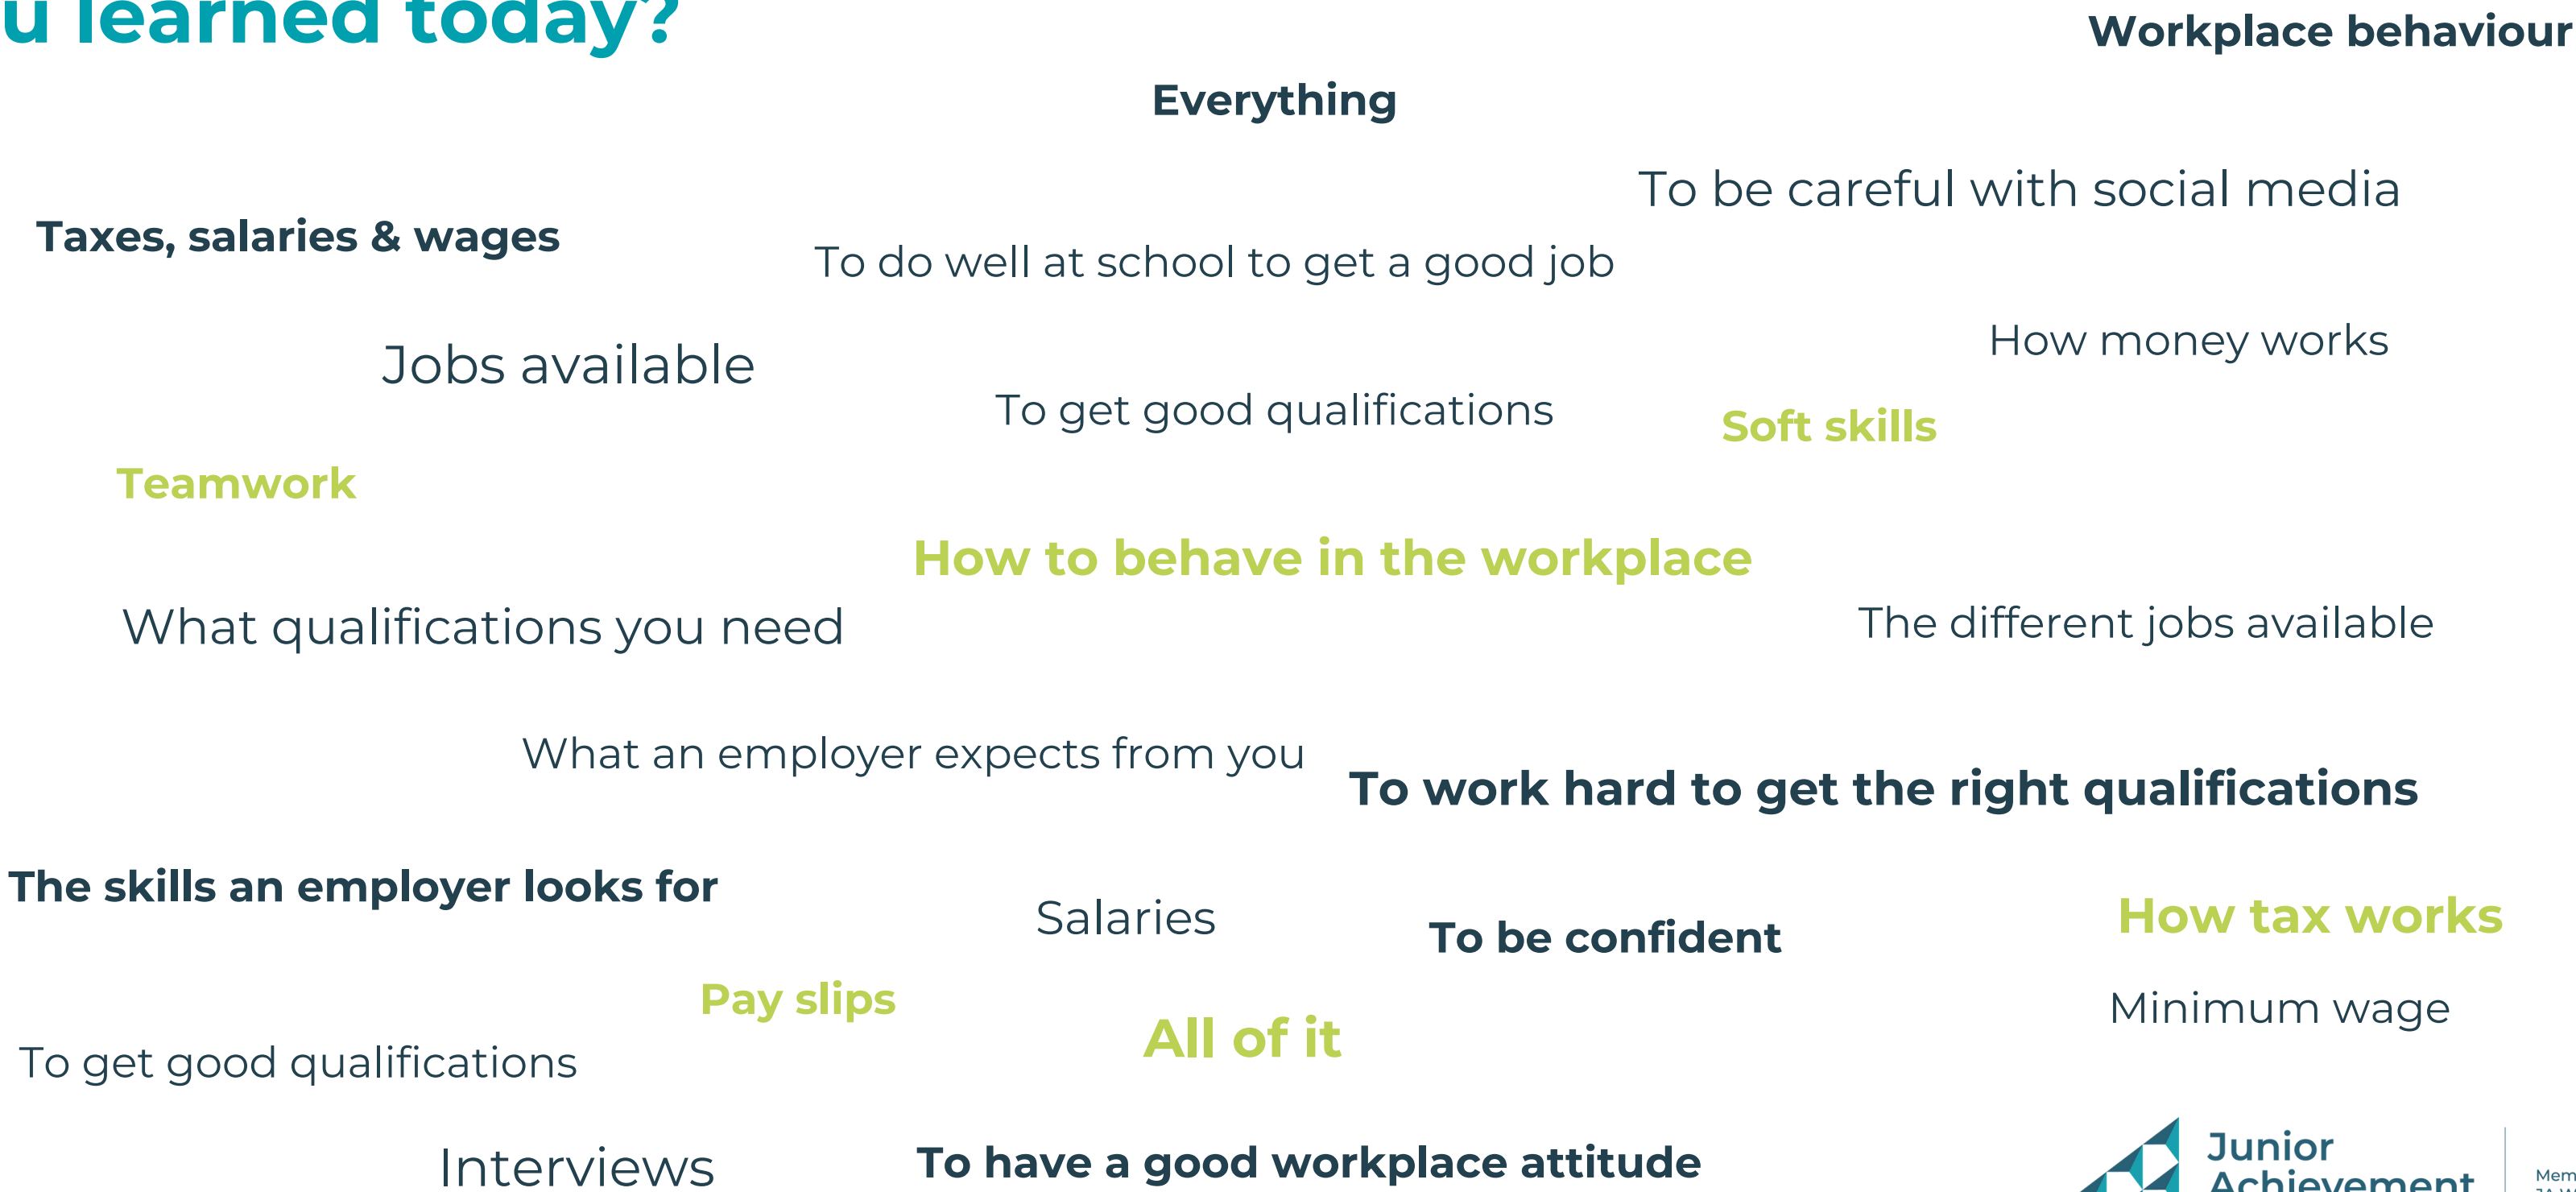 u learned today?
Workplace behaviour
Everything
To be careful with social media
Taxes, salaries & wages
To do well at school to get a good job
How money works
Jobs available
To get good qualifications
Soft skills
Teamwork
How to behave in the workplace
What qualifications you need
The different jobs available
What an employer expects from you
To work hard to get the right qualifications
The skills an employer looks for
Salaries
To be confident
How tax works
Pay slips
Minimum wage
All of it
To get good qualifications
Interviews
To have a good workplace attitude
Junior
Achievement
Mem